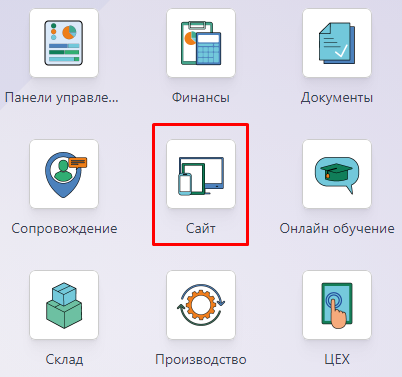 Панели управле...
Финансы
Документы
Сопровождение
Сайт
Онлайн обучение
Склад
Производство
ЦЕХ